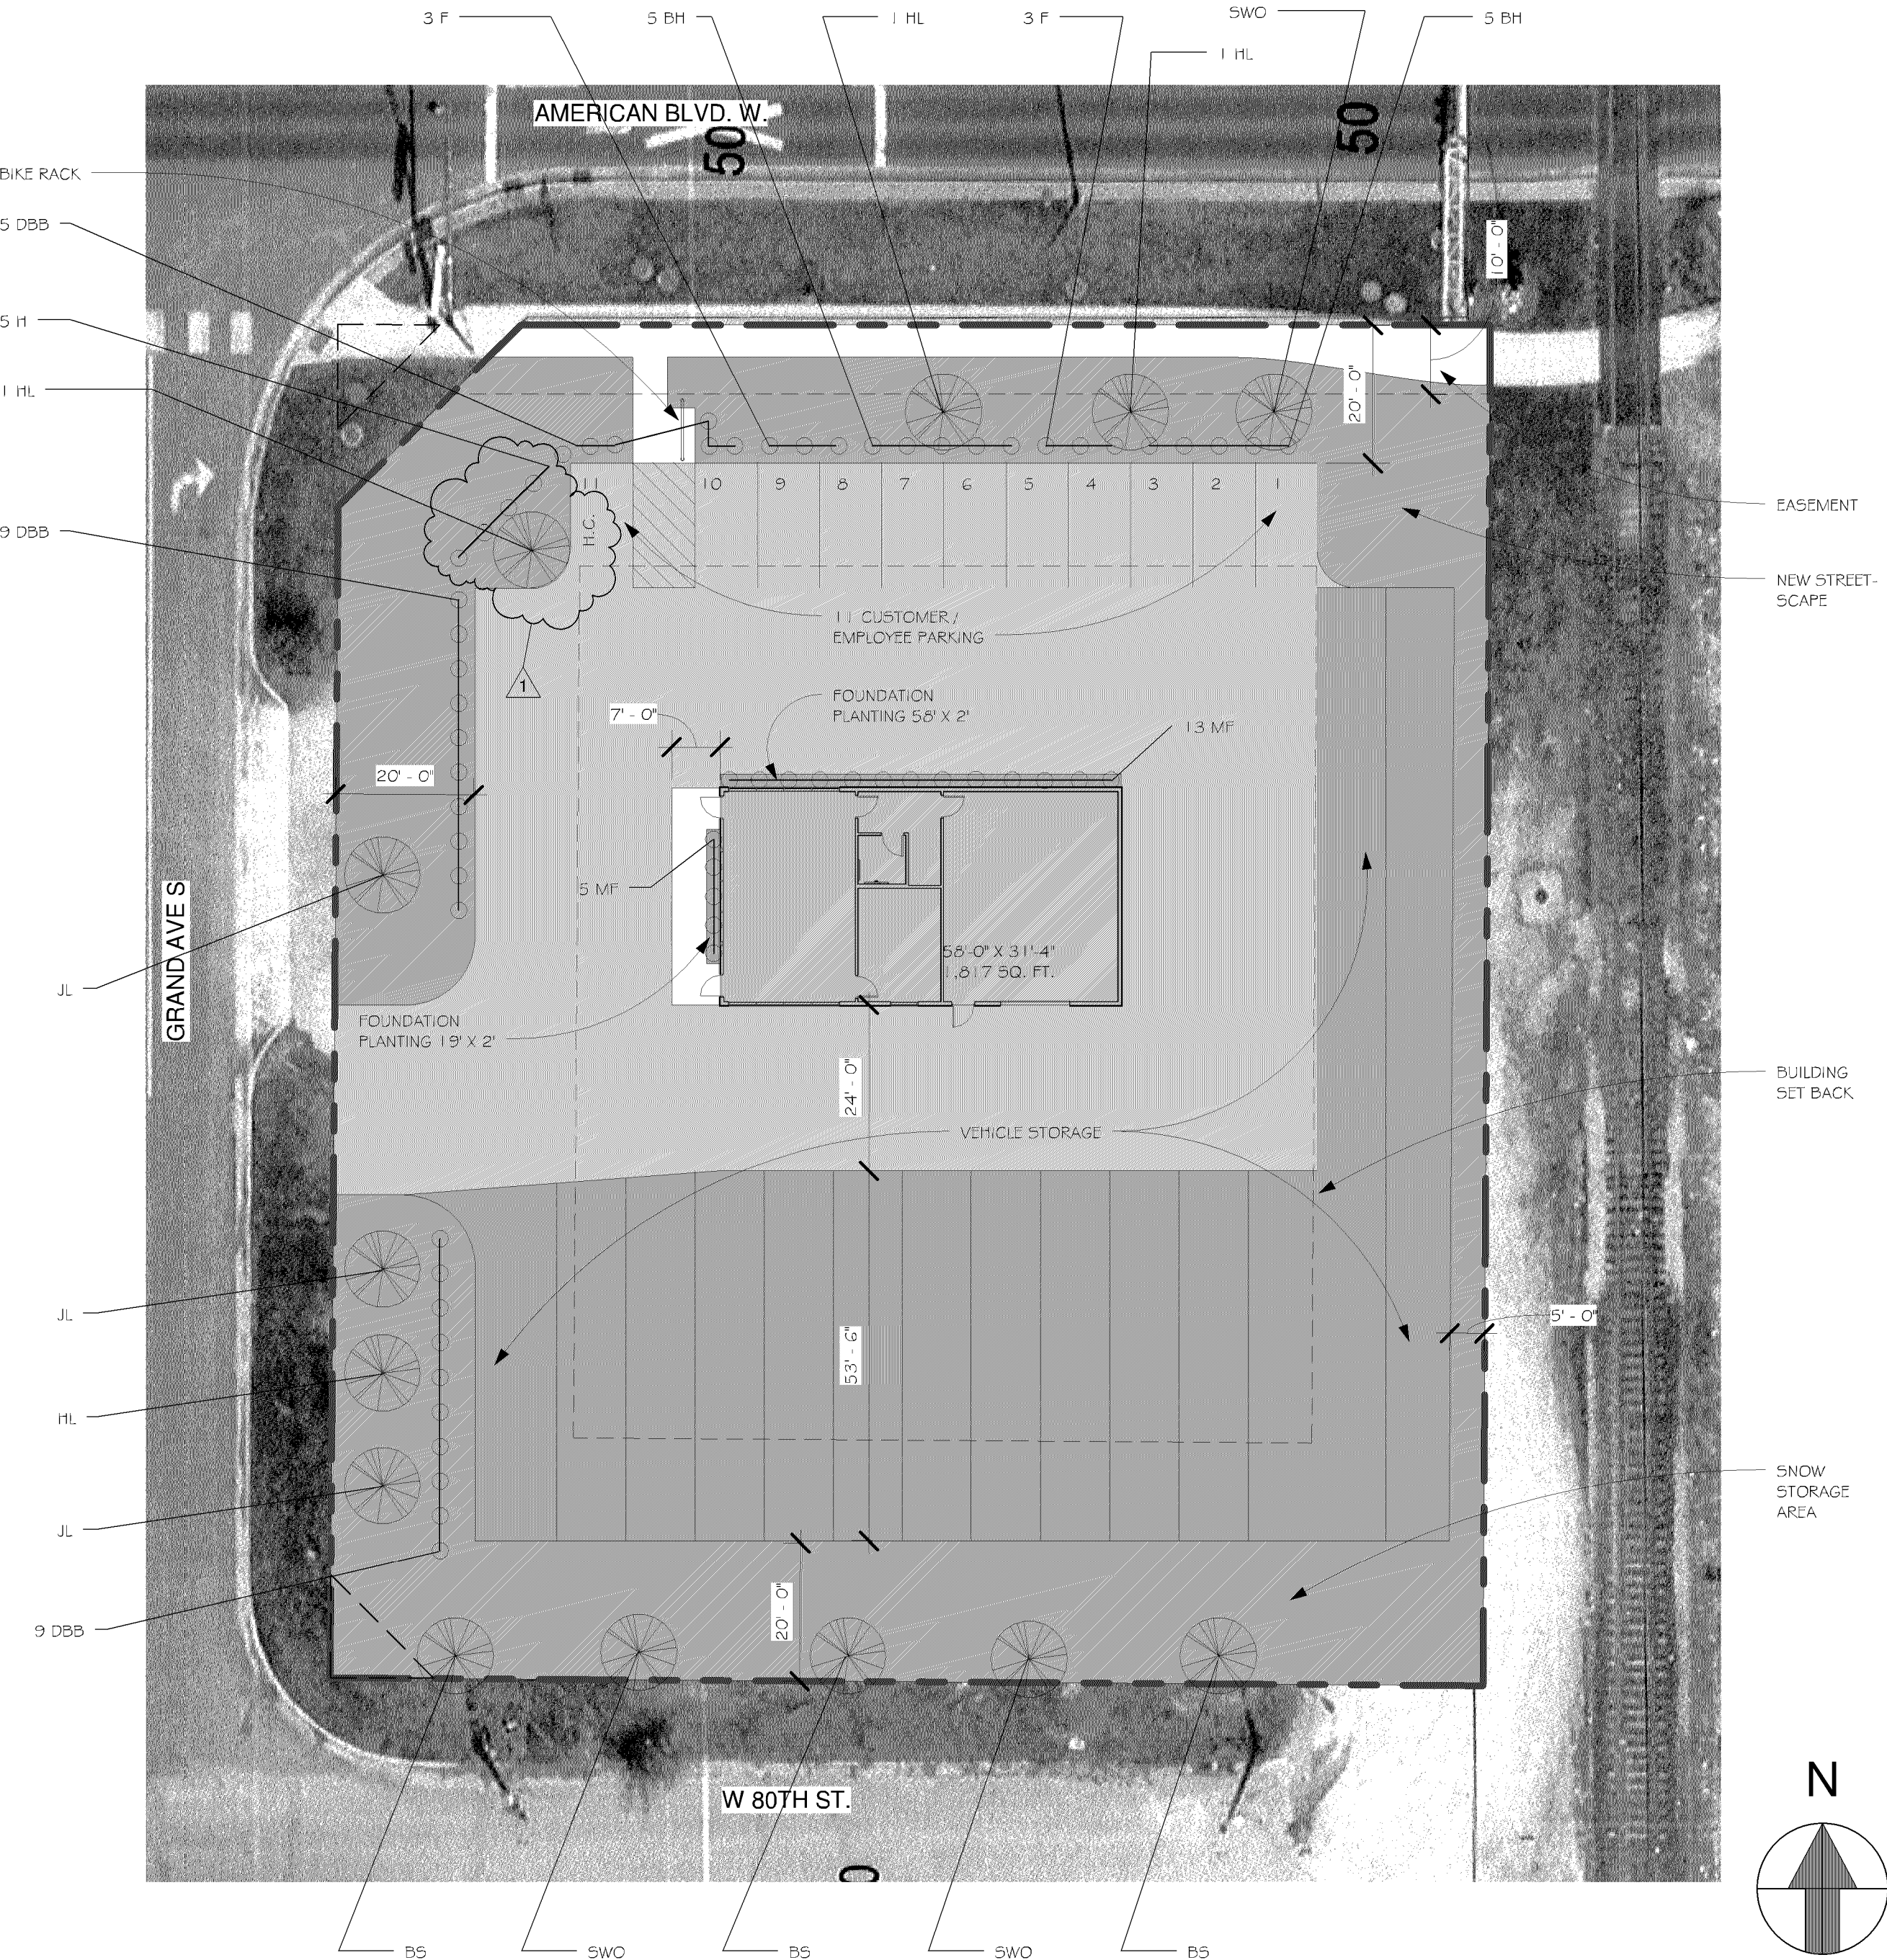 3 F
5 BH
1 HL
3 F
SWO
5 BH
1 HL
AMERICAN BLVD. W.
50
50
BIKE RACK
5 DBB
10' - 0"
5 H
20' - 0"
1 HL
11
10
9
8
7
6
5
4
3
2
1
H.C.
EASEMENT
9 DBB
NEW STREET-
SCAPE
11 CUSTOMER /
EMPLOYEE PARKING
1
FOUNDATION
PLANTING 58' X 2'
7' - 0"
13 MF
20' - 0"
5 MF
GRAND AVE S
58'-0" X 31'-4"
1,817 SQ. FT.
JL
FOUNDATION
PLANTING 19' X 2'
24' - 0"
BUILDING
SET BACK
VEHICLE STORAGE
JL
5' - 0"
53' - 6"
HL
SNOW
STORAGE
AREA
JL
20' - 0"
9 DBB
W 80TH ST.
N
0
BS
SWO
BS
SWO
BS